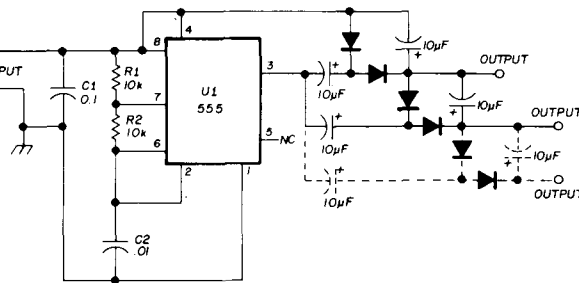 4
8
PUT
R1
10k
C1
0.1
7
R2
10k
6
U1
555
3
5
NC
2
1
C2
.01
+
10µF
10µF
+
OUTPUT
+
10µF
+
10µF
OUTPUT
+
10µF
+
10µF
OUTPUT